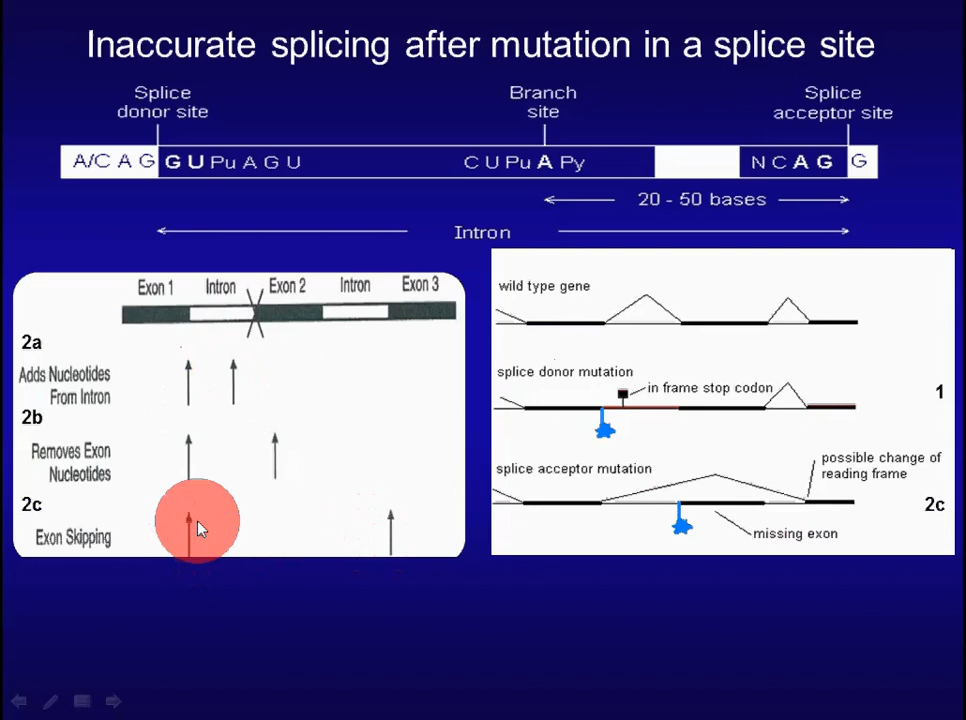 Inaccurate splicing after mutation in a splice site
Splice
donor site
Branch
site
Splice
acceptor site
A/C A G G U Pu A G U
C U Pu A Py
N C A G G
20 - 50 bases
Intron
Exon 1 Intron Exon 2 Intron Exon 3
2a
Adds Nucleotides
From Intron
2b
Removes Exon
Nucleotides
2c
Exon Skipping
wild type gene
splice donor mutation
in frame stop codon
1
splice acceptor mutation
possible change of
reading frame
2c
missing exon